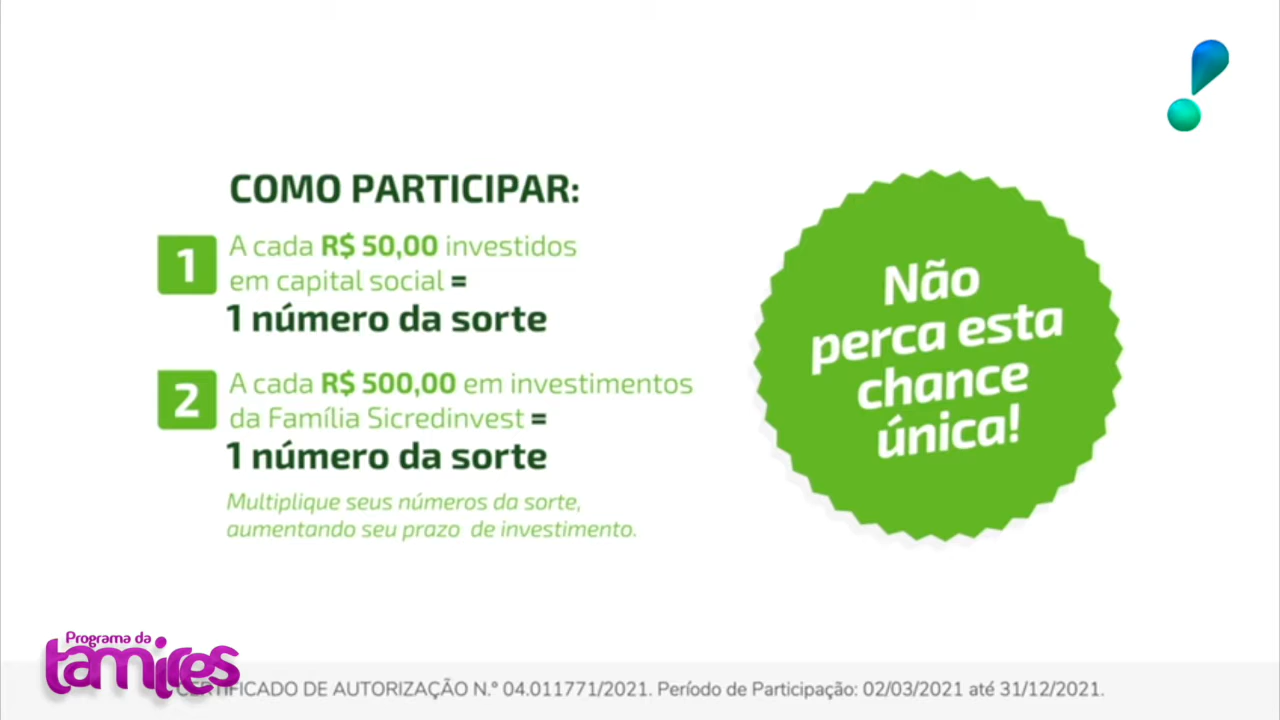 COMO PARTICIPAR:
1
A cada R$ 50,00 investidos
em capital social =
1 número da sorte
2
A cada R$ 500,00 em investimentos
da Família Sicredinvest =
1 número da sorte
Multiplique seus números da sorte,
aumentando seu prazo de investimento.
Não
perca esta
chance
única!
Programa da
tamires
CERTIFICADO DE AUTORIZAÇÃO N.º 04.011771/2021. Período de Participação: 02/03/2021 até 31/12/2021.